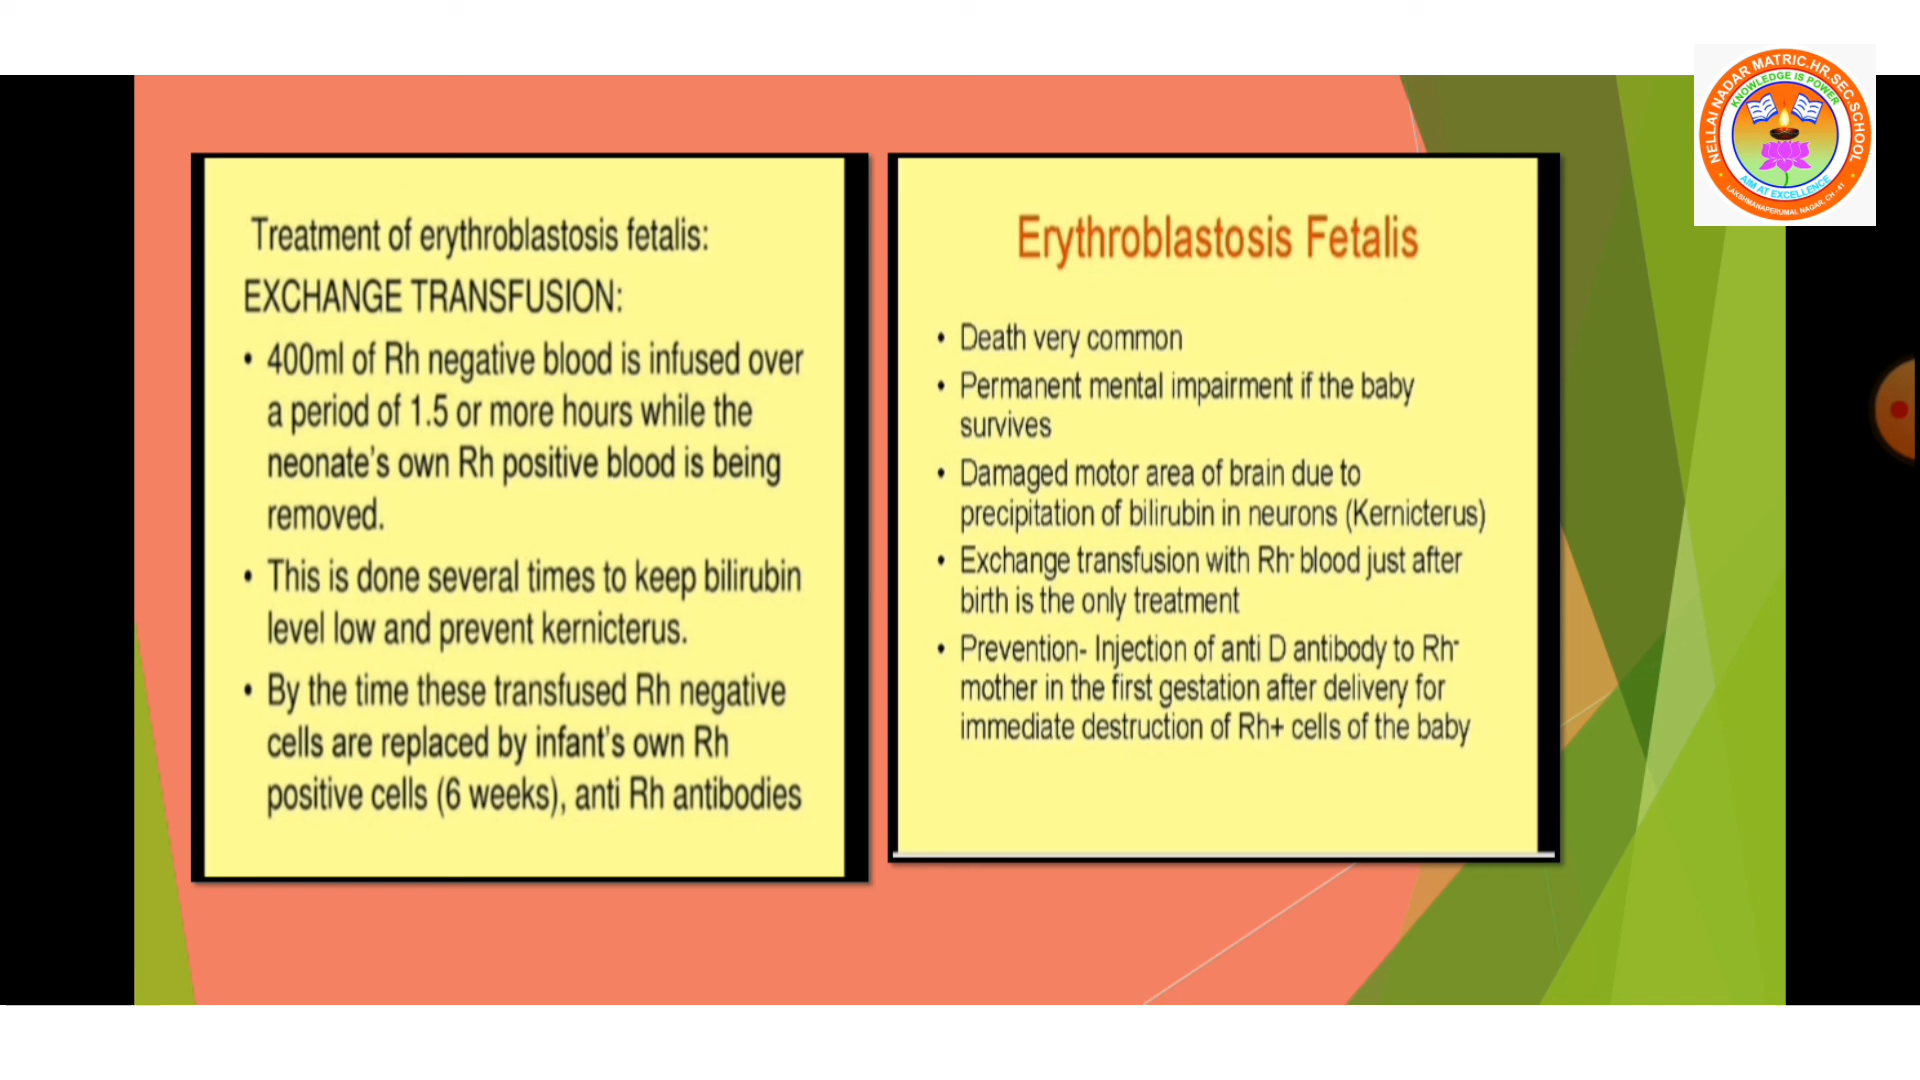 Treatment of erythroblastosis fetalis:
EXCHANGE TRANSFUSION:
• 400ml of Rh negative blood is infused over
a period of 1.5 or more hours while the
neonate's own Rh positive blood is being
removed.
• This is done several times to keep bilirubin
level low and prevent kernicterus.
• By the time these transfused Rh negative
cells are replaced by infant's own Rh
positive cells (6 weeks), anti Rh antibodies
Erythroblastosis Fetalis
• Death very common
• Permanent mental impairment if the baby
survives
• Damaged motor area of brain due to
precipitation of bilirubin in neurons (Kernicterus)
• Exchange transfusion with Rh⁻ blood just after
birth is the only treatment
• Prevention- Injection of anti D antibody to Rh⁻
mother in the first gestation after delivery for
immediate destruction of Rh+ cells of the baby
NELLAI NADAR MATRIC.HR.SEC.SCHOOL
KNOWLEDGE IS POWER
AIM AT EXCELLENCE
LAKSHMANAPERUMAL NAGAR, CH - 41